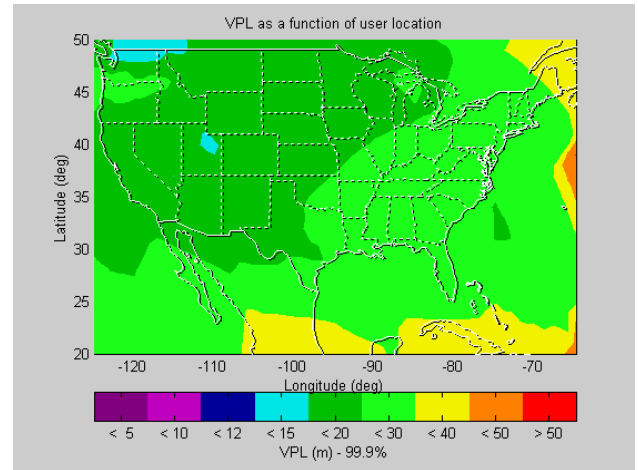 VPL as a function of user location
50
45
40
35
30
25
20
Latitude (deg)
-120 -110 -100 -90 -80 -70
Longitude (deg)
< 5 < 10 < 12 < 15 < 20 < 30 < 40 < 50 > 50
VPL (m) - 99.9%